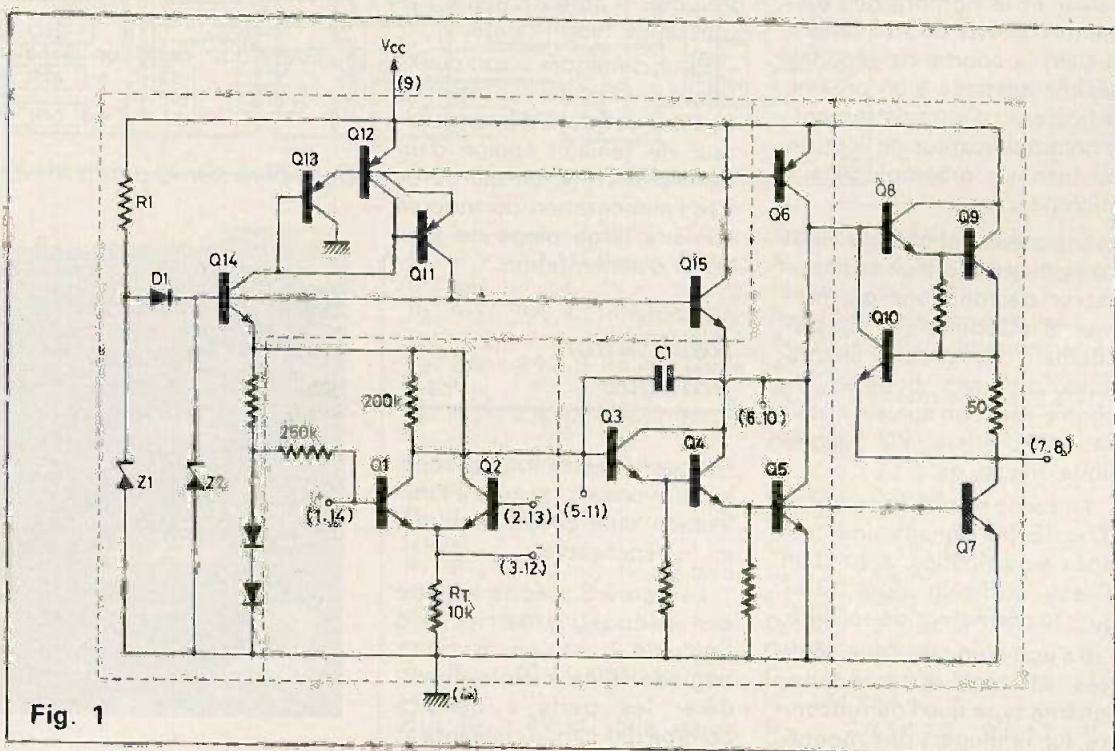 Vcc
(9)
Q12
Q13
Q11
R1
D1
Q14
Q6
Q8
Q9
Q15
Q10
C1
(6.10)
50
(7.8)
200k
250k
Q1
Q2
Q3
Q4
Q5
Q7
Z1
Z2
+
(1.14)
-
(2.13)
(5.11)
(3.12)
RT
10k
Fig. 1